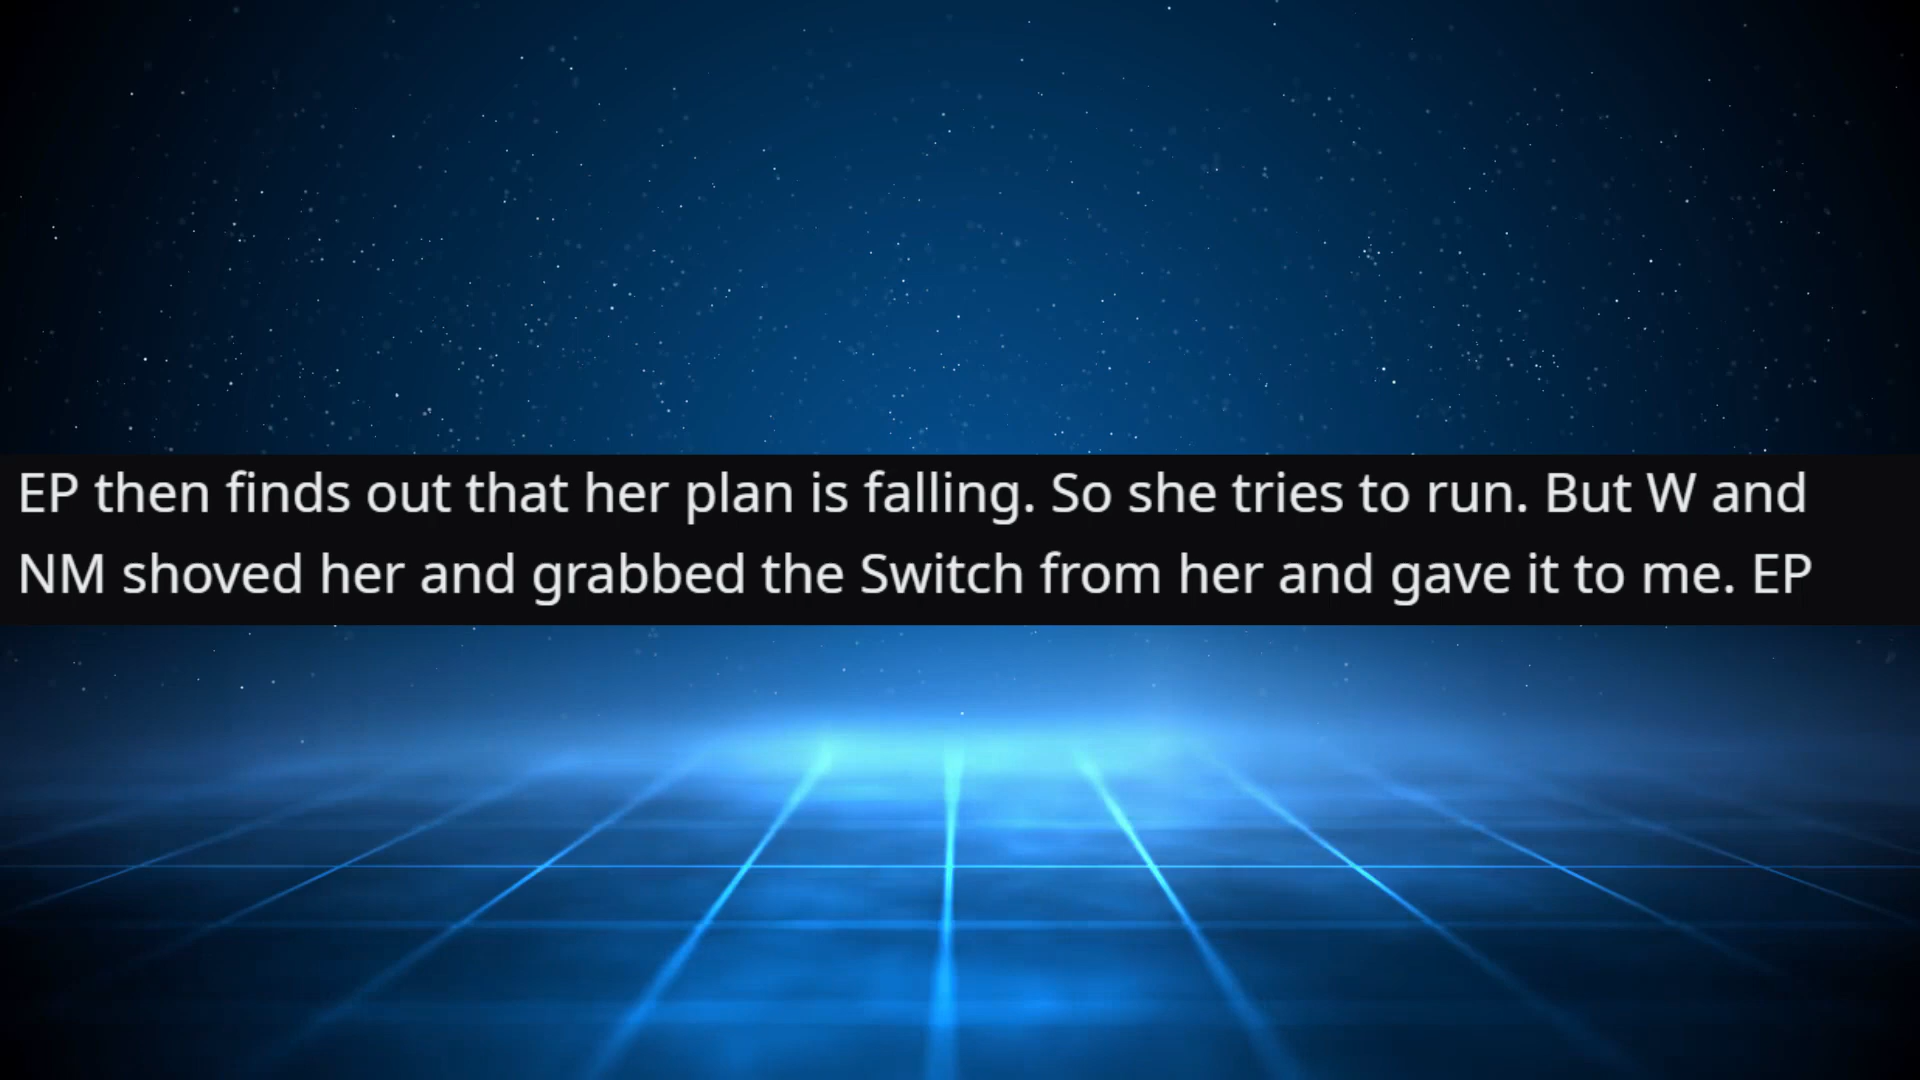 EP then finds out that her plan is falling. So she tries to run. But W and
NM shoved her and grabbed the Switch from her and gave it to me. EP